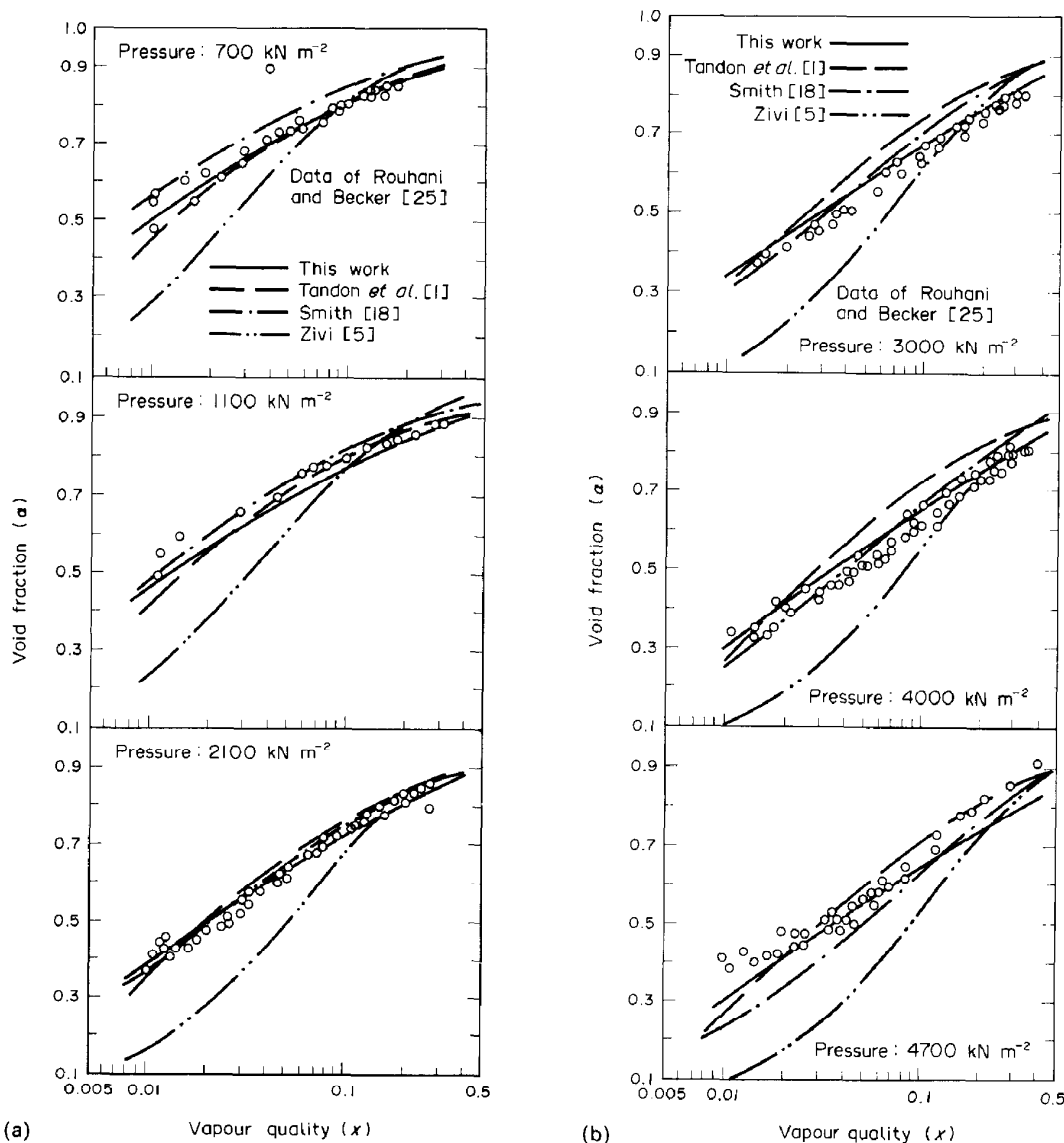 1.0
Pressure : 700 kN m⁻²
0.9
0.7
Data of Rouhani
and Becker [25]
0.5
This work
Tandon et al. [1]
Smith [18]
Zivi [5]
0.3
0.1
Pressure : 1100 kN m⁻²
0.9
0.7
Void fraction (α)
0.5
0.3
0.1
Pressure : 2100 kN m⁻²
0.9
0.7
0.5
0.3
0.1
0.005 0.01 0.1 0.5
(a)
Vapour quality (x)
1.0
This work
Tandon et al. [1]
Smith [18]
Zivi [5]
0.9
0.7
0.5
0.3
Data of Rouhani
and Becker [25]
Pressure : 3000 kN m⁻²
0.1
0.9
0.7
Void fraction (α)
0.5
0.3
Pressure : 4000 kN m⁻²
0.1
0.9
0.7
0.5
0.3
Pressure : 4700 kN m⁻²
0.1
0.005 0.01 0.1 0.5
(b)
Vapour quality (x)